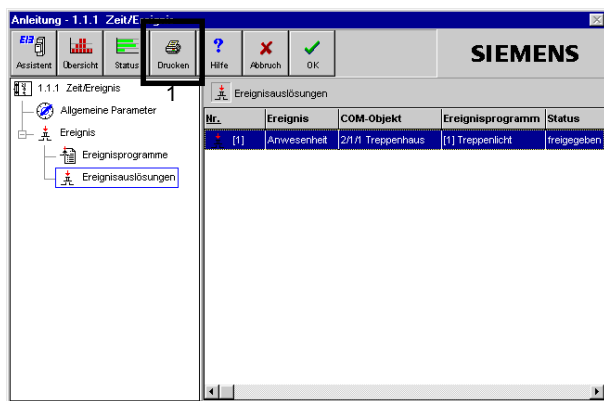 Anleitung - 1.1.1 Zeit/Ereignis
EIB
Assistent Übersicht Status Drucken Hilfe Abbruch OK
?
SIEMENS
1
1.1.1 Zeit/Ereignis
Allgemeine Parameter
Ereignis
Ereignisprogramme
Ereignisauslösungen
Ereignisauslösungen
Nr. Ereignis COM-Objekt Ereignisprogramm Status
[1] Anwesenheit 2/1/1 Treppenhaus [1] Treppenlicht freigegeben